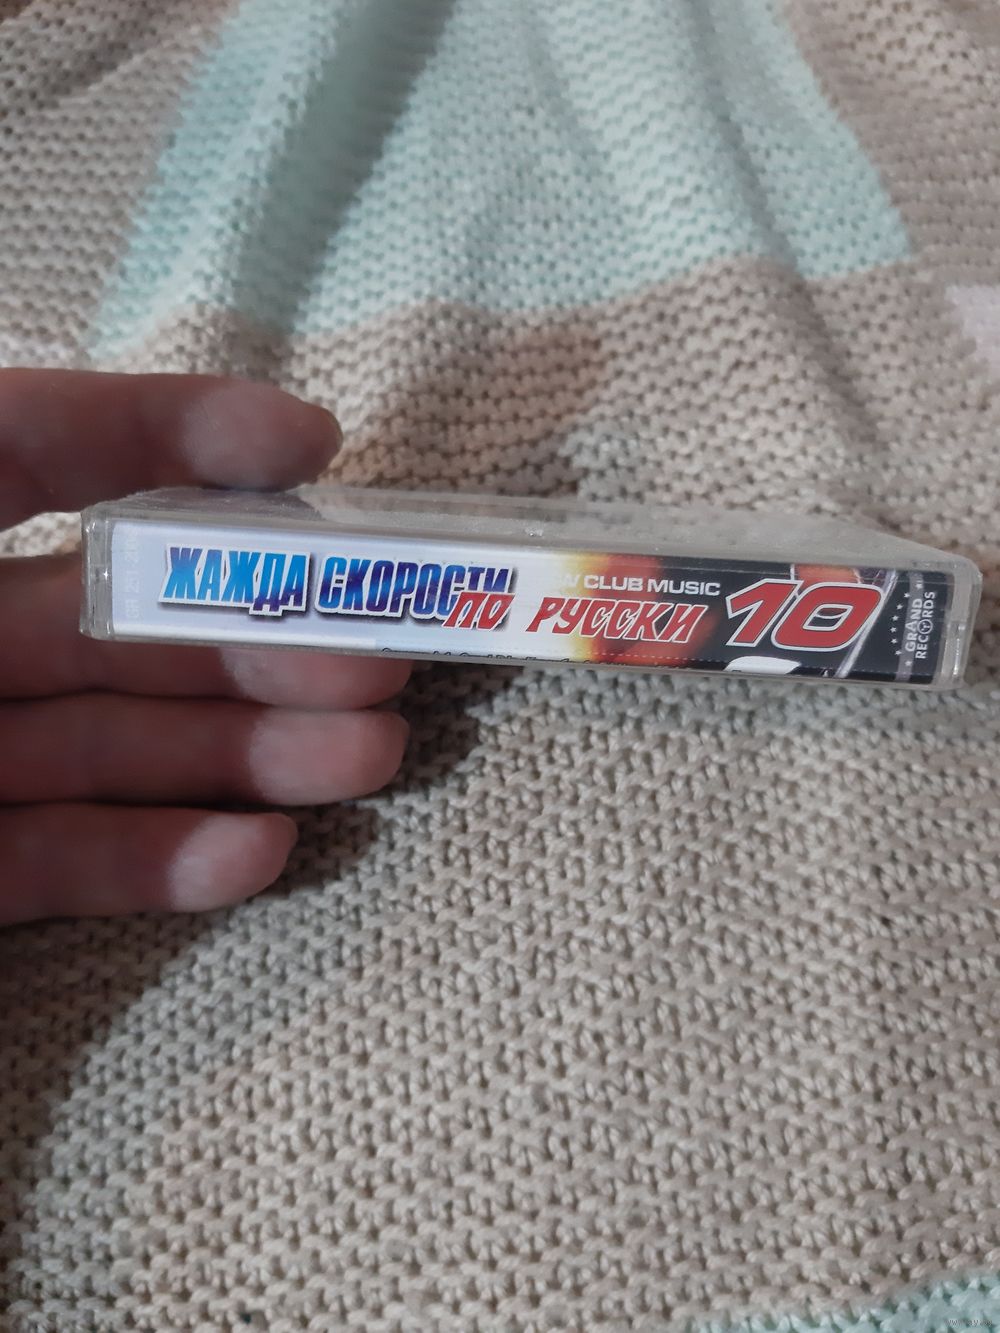 ЖАЖДА СКОРОСТИ
ПО РУССКИ
CLUB MUSIC
10
GRAND
RECORDS